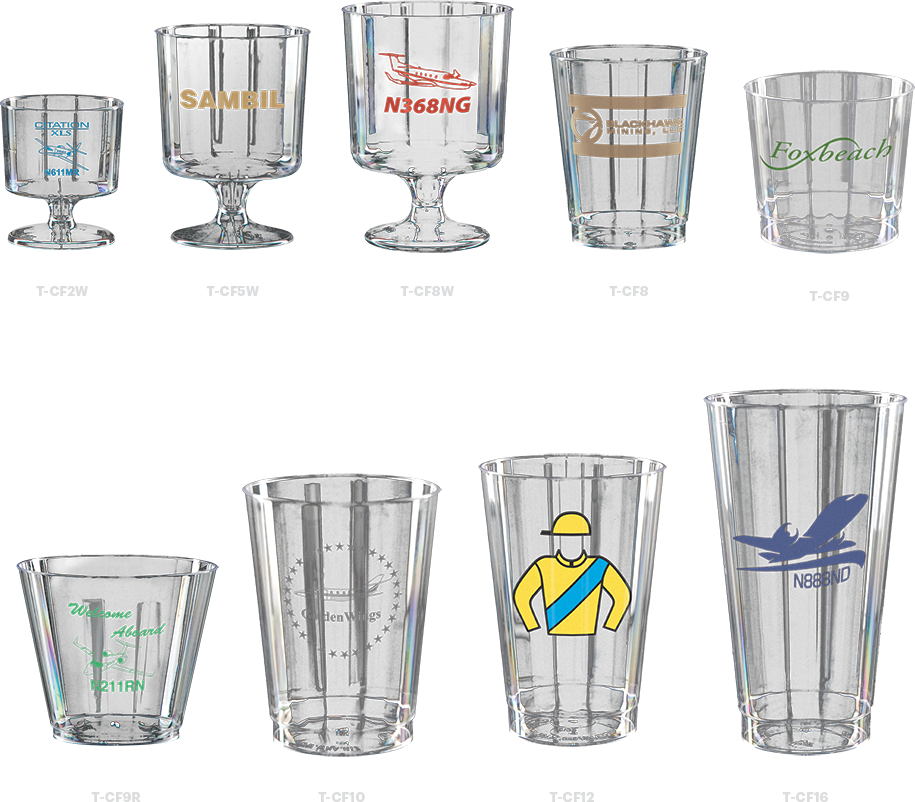 CITATION
XLS
N611MR
SAMBIL
N368NG
BLACKHAWK
MINING, LLC
Foxbeach
T-CF2W
T-CF5W
T-CF8W
T-CF8
T-CF9
Welcome
Aboard
N211RN
Golden Wings
N888ND
T-CF9R
T-CF10
T-CF12
T-CF16